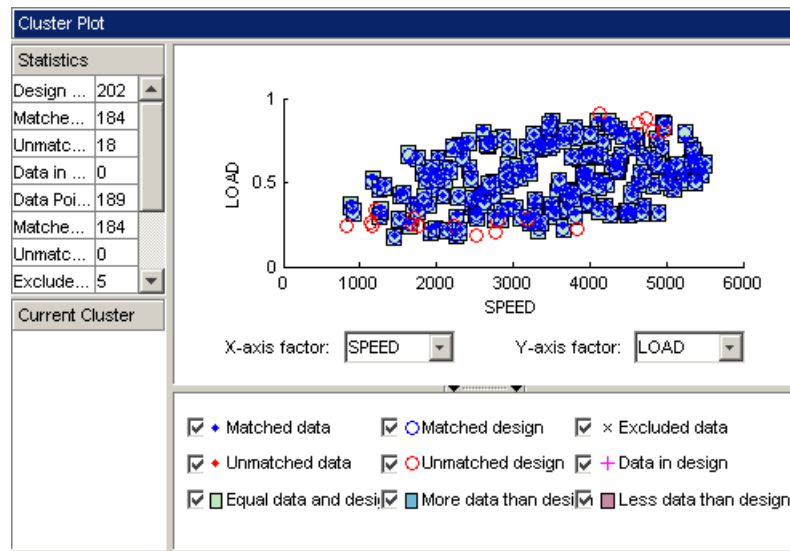 Cluster Plot
Statistics
Design ... 202
Matche... 184
Unmatc... 18
Data in ... 0
Data Poi... 189
Matche... 184
Unmatc... 0
Exclude... 5
Current Cluster
1
0.5
0
LOAD
0 1000 2000 3000 4000 5000 6000
SPEED
X-axis factor: SPEED Y-axis factor: LOAD
Matched data Matched design Excluded data
Unmatched data Unmatched design Data in design
Equal data and desi More data than desi Less data than design